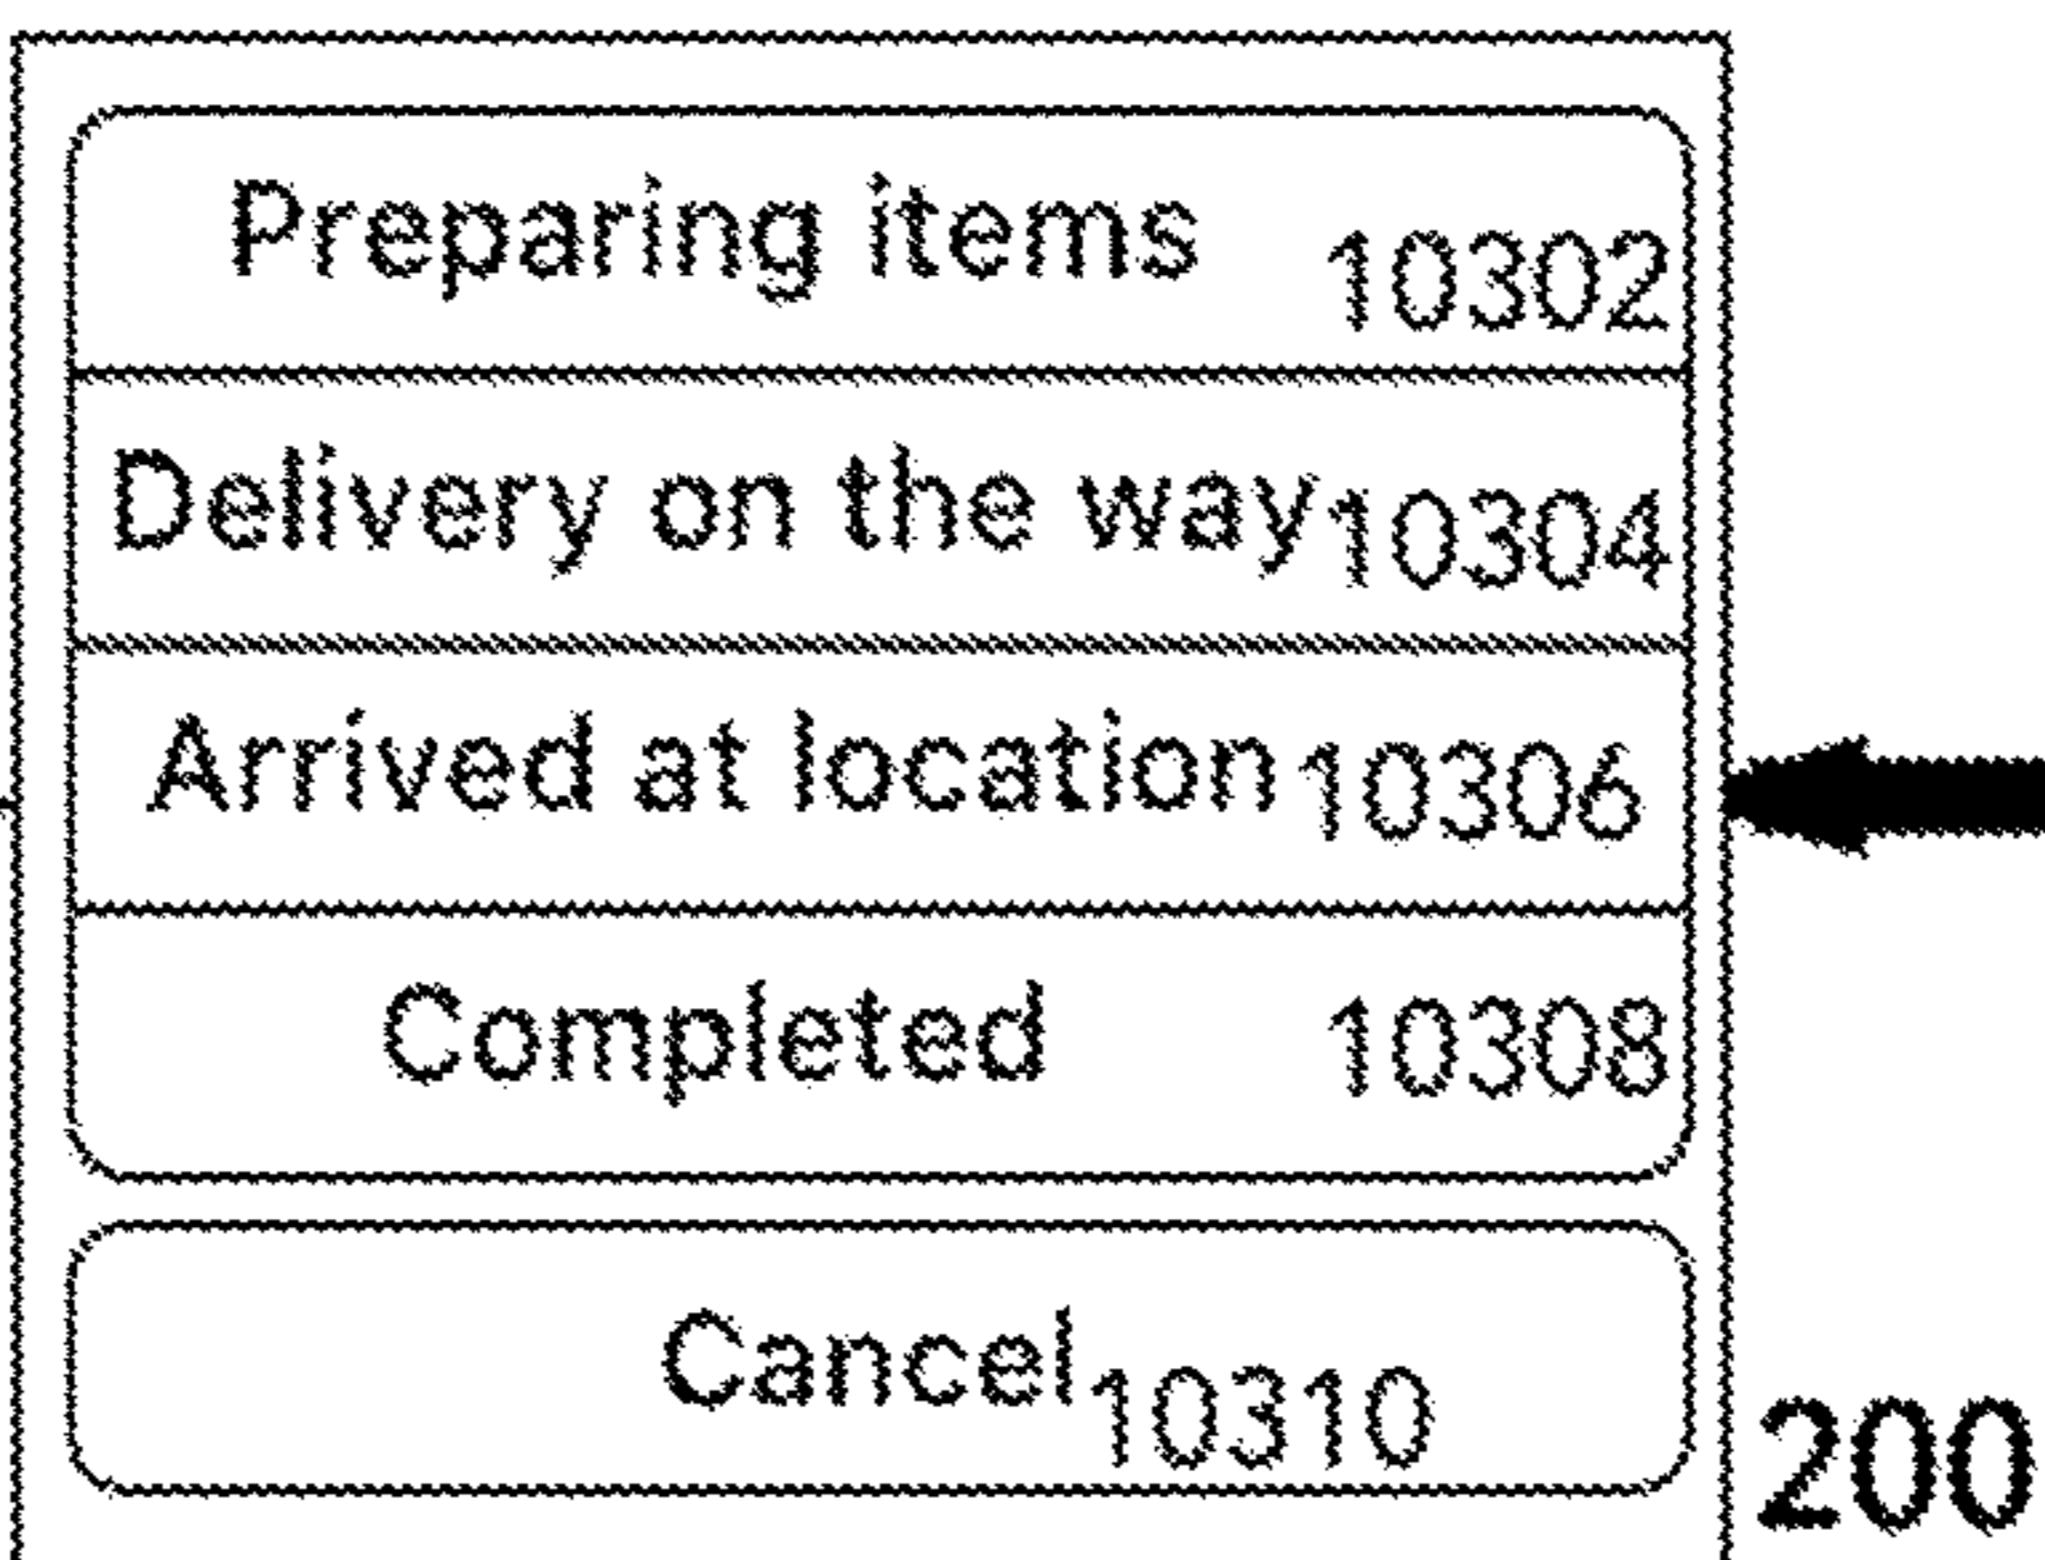 Preparing items 10302
Delivery on the way 10304
Arrived at location 10306
Completed 10308
Cancel 10310
200